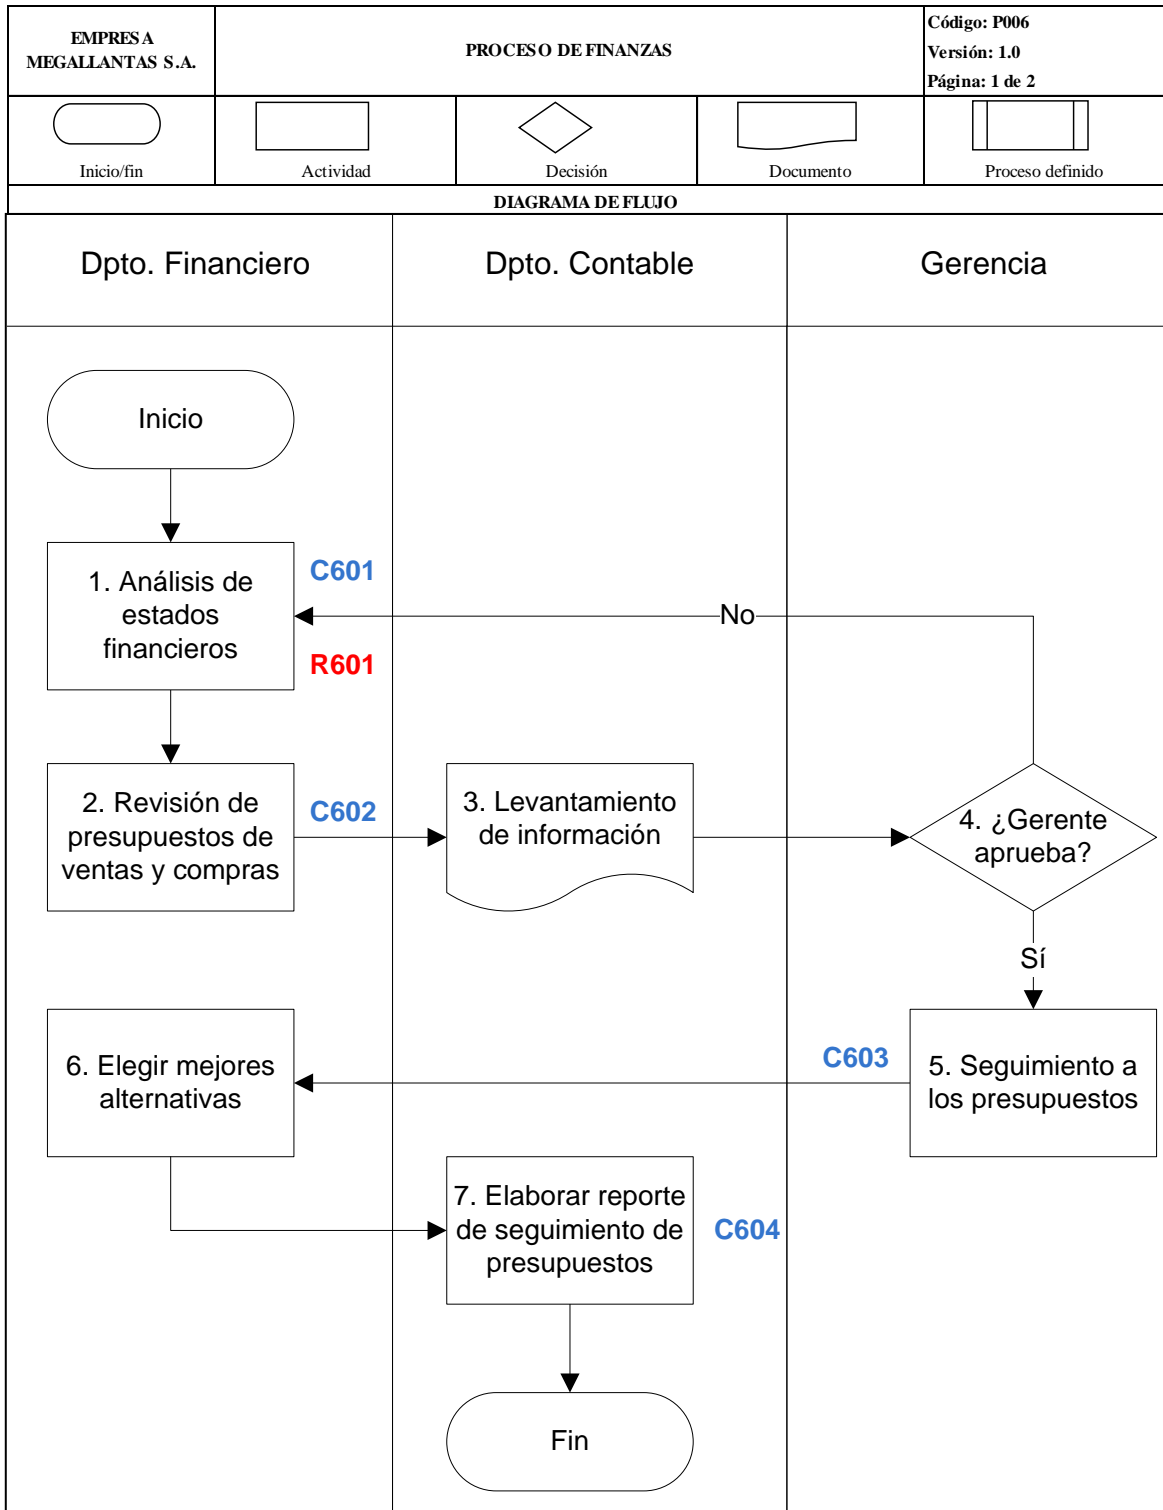 EMPRESA
MEGALLANTAS S.A.
PROCESO DE FINANZAS
Código: P006
Versión: 1.0
Página: 1 de 2
Inicio/fin
Actividad
Decisión
Documento
Proceso definido
DIAGRAMA DE FLUJO
Dpto. Financiero
Dpto. Contable
Gerencia
Inicio
1. Análisis de
estados
financieros
C601
R601
No
2. Revisión de
presupuestos de
ventas y compras
C602
3. Levantamiento
de información
4. ¿Gerente
aprueba?
Sí
5. Seguimiento a
los presupuestos
C603
6. Elegir mejores
alternativas
7. Elaborar reporte
de seguimiento de
presupuestos
C604
Fin